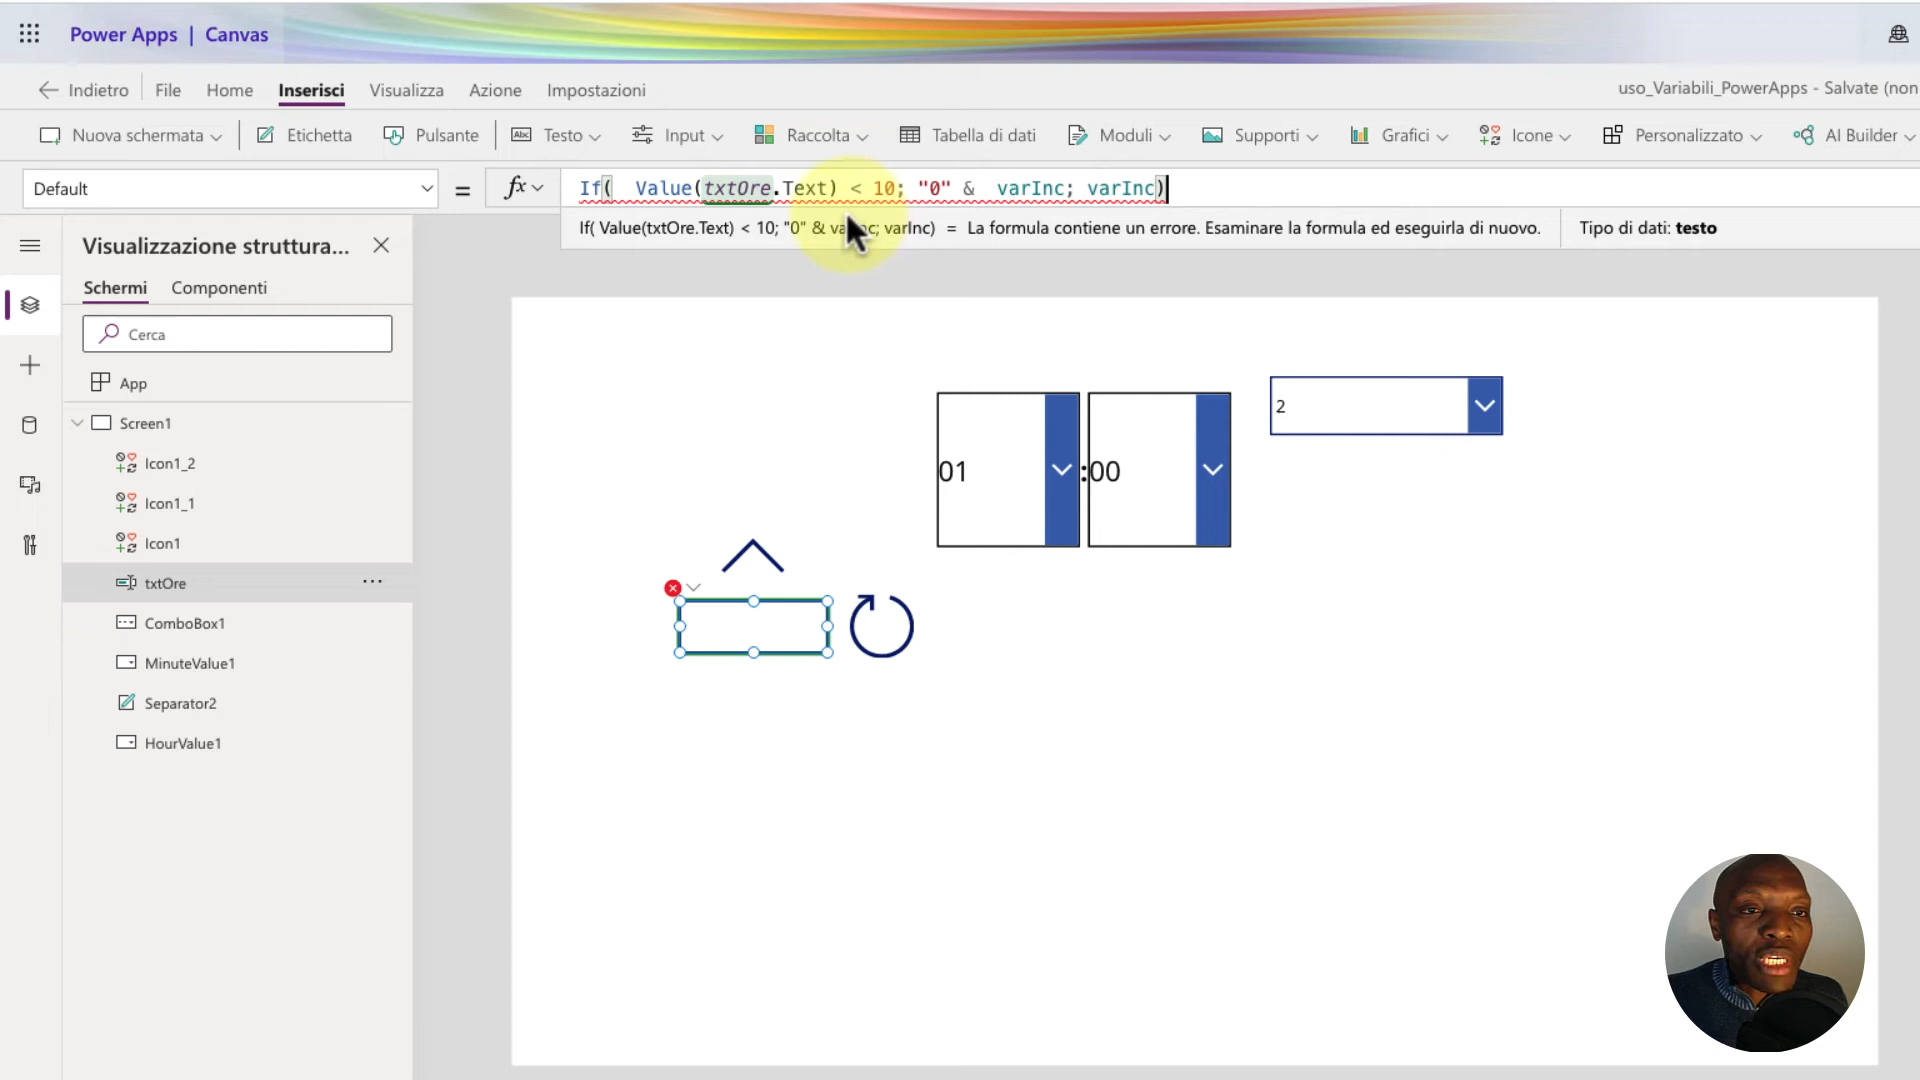 Power Apps | Canvas
Indietro File Home Inserisci Visualizza Azione Impostazioni uso_Variabili_PowerApps - Salvate (non
Nuova schermata Etichetta Pulsante Testo Input Raccolta Tabella di dati Moduli Supporti Grafici Icone Personalizzato AI Builder
Default = fx If( Value(txtOre.Text) < 10; "0" & varInc; varInc)
If( Value(txtOre.Text) < 10; "0" & varInc; varInc) = La formula contiene un errore. Esaminare la formula ed eseguirla di nuovo. Tipo di dati: testo
Visualizzazione struttura...
Schermi Componenti
Cerca
App
Screen1
Icon1_2
Icon1_1
Icon1
txtOre ...
ComboBox1
MinuteValue1
Separator2
HourValue1
2
01 :00